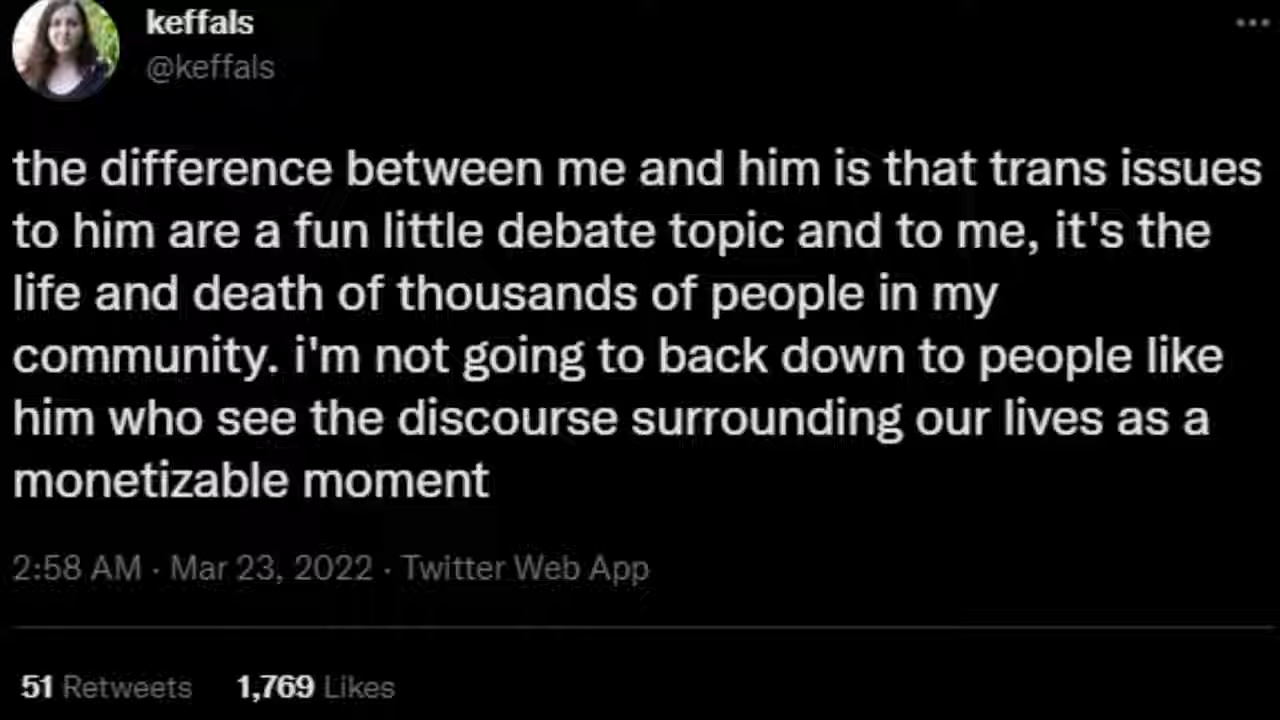 keffals
@keffals
the difference between me and him is that trans issues
to him are a fun little debate topic and to me, it's the
life and death of thousands of people in my
community. i'm not going to back down to people like
him who see the discourse surrounding our lives as a
monetizable moment
2:58 AM · Mar 23, 2022 · Twitter Web App
51 Retweets 1,769 Likes